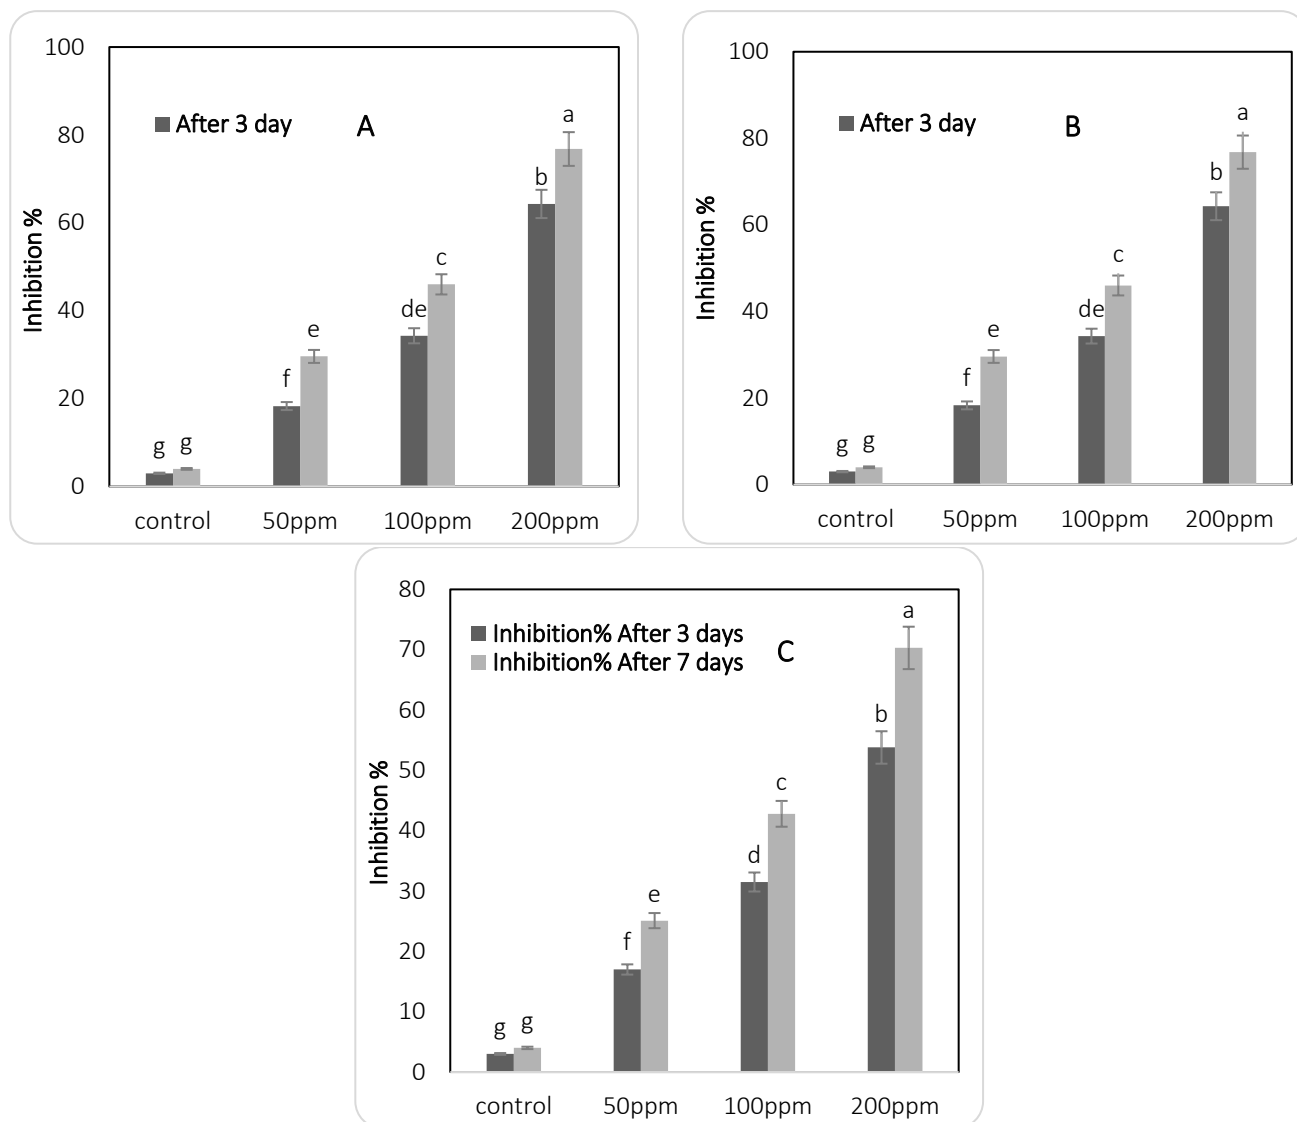 100
80
60
40
20
0
Inhibition %
After 3 day
A
g
g
f
e
de
c
b
a
control
50ppm
100ppm
200ppm
100
80
60
40
20
0
Inhibition %
After 3 day
B
g
g
f
e
de
c
b
a
control
50ppm
100ppm
200ppm
80
70
60
50
40
30
20
10
0
Inhibition %
Inhibition% After 3 days
Inhibition% After 7 days
C
g
g
f
e
d
c
b
a
control
50ppm
100ppm
200ppm